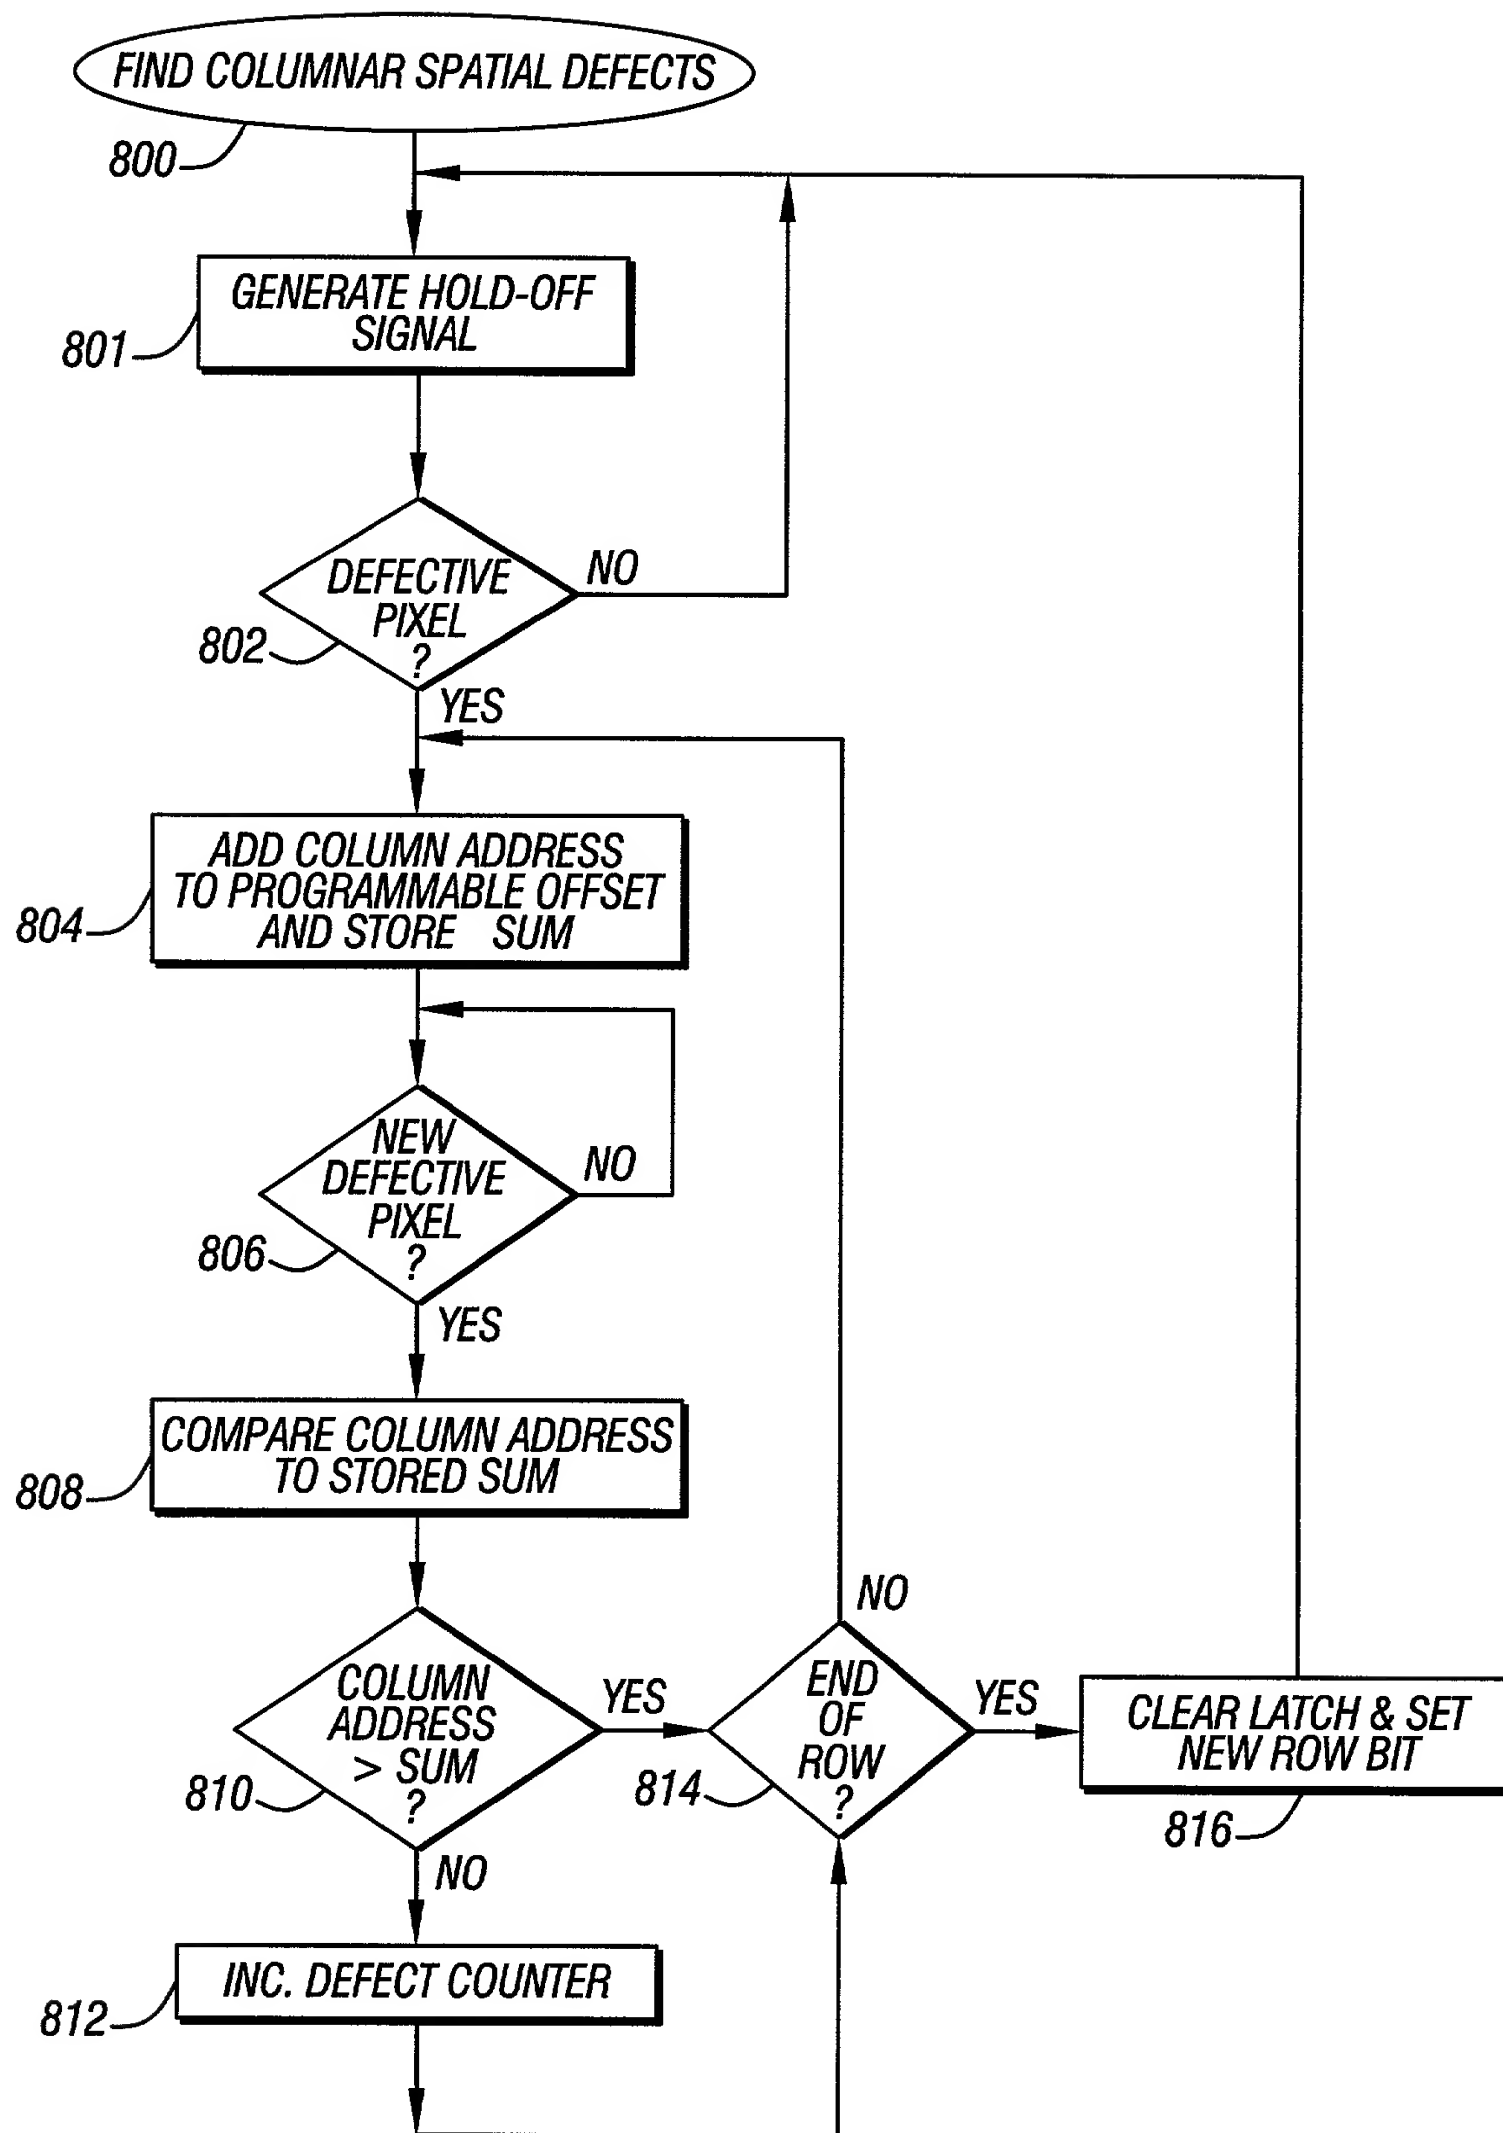 FIND COLUMNAR SPATIAL DEFECTS
800
GENERATE HOLD-OFF
SIGNAL
801
DEFECTIVE
PIXEL
?
NO
802
YES
ADD COLUMN ADDRESS
TO PROGRAMMABLE OFFSET
AND STORE SUM
804
NEW
DEFECTIVE
PIXEL
?
NO
806
YES
COMPARE COLUMN ADDRESS
TO STORED SUM
808
COLUMN
ADDRESS
> SUM
?
YES
810
NO
END
OF
ROW
?
NO
YES
814
CLEAR LATCH & SET
NEW ROW BIT
816
INC. DEFECT COUNTER
812